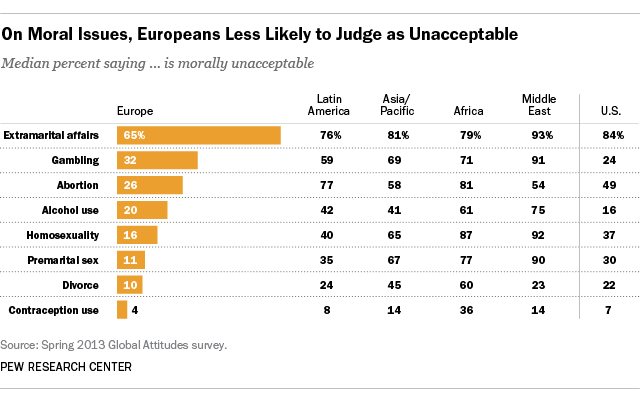 On Moral Issues, Europeans Less Likely to Judge as Unacceptable
Median percent saying ... is morally unacceptable
Europe Latin America Asia/Pacific Africa Middle East U.S.
Extramarital affairs 65% 76% 81% 79% 93% 84%
Gambling 32 59 69 71 91 24
Abortion 26 77 58 81 54 49
Alcohol use 20 42 41 61 75 16
Homosexuality 16 40 65 87 92 37
Premarital sex 11 35 67 77 90 30
Divorce 10 24 45 60 23 22
Contraception use 4 8 14 36 14 7
Source: Spring 2013 Global Attitudes survey.
PEW RESEARCH CENTER